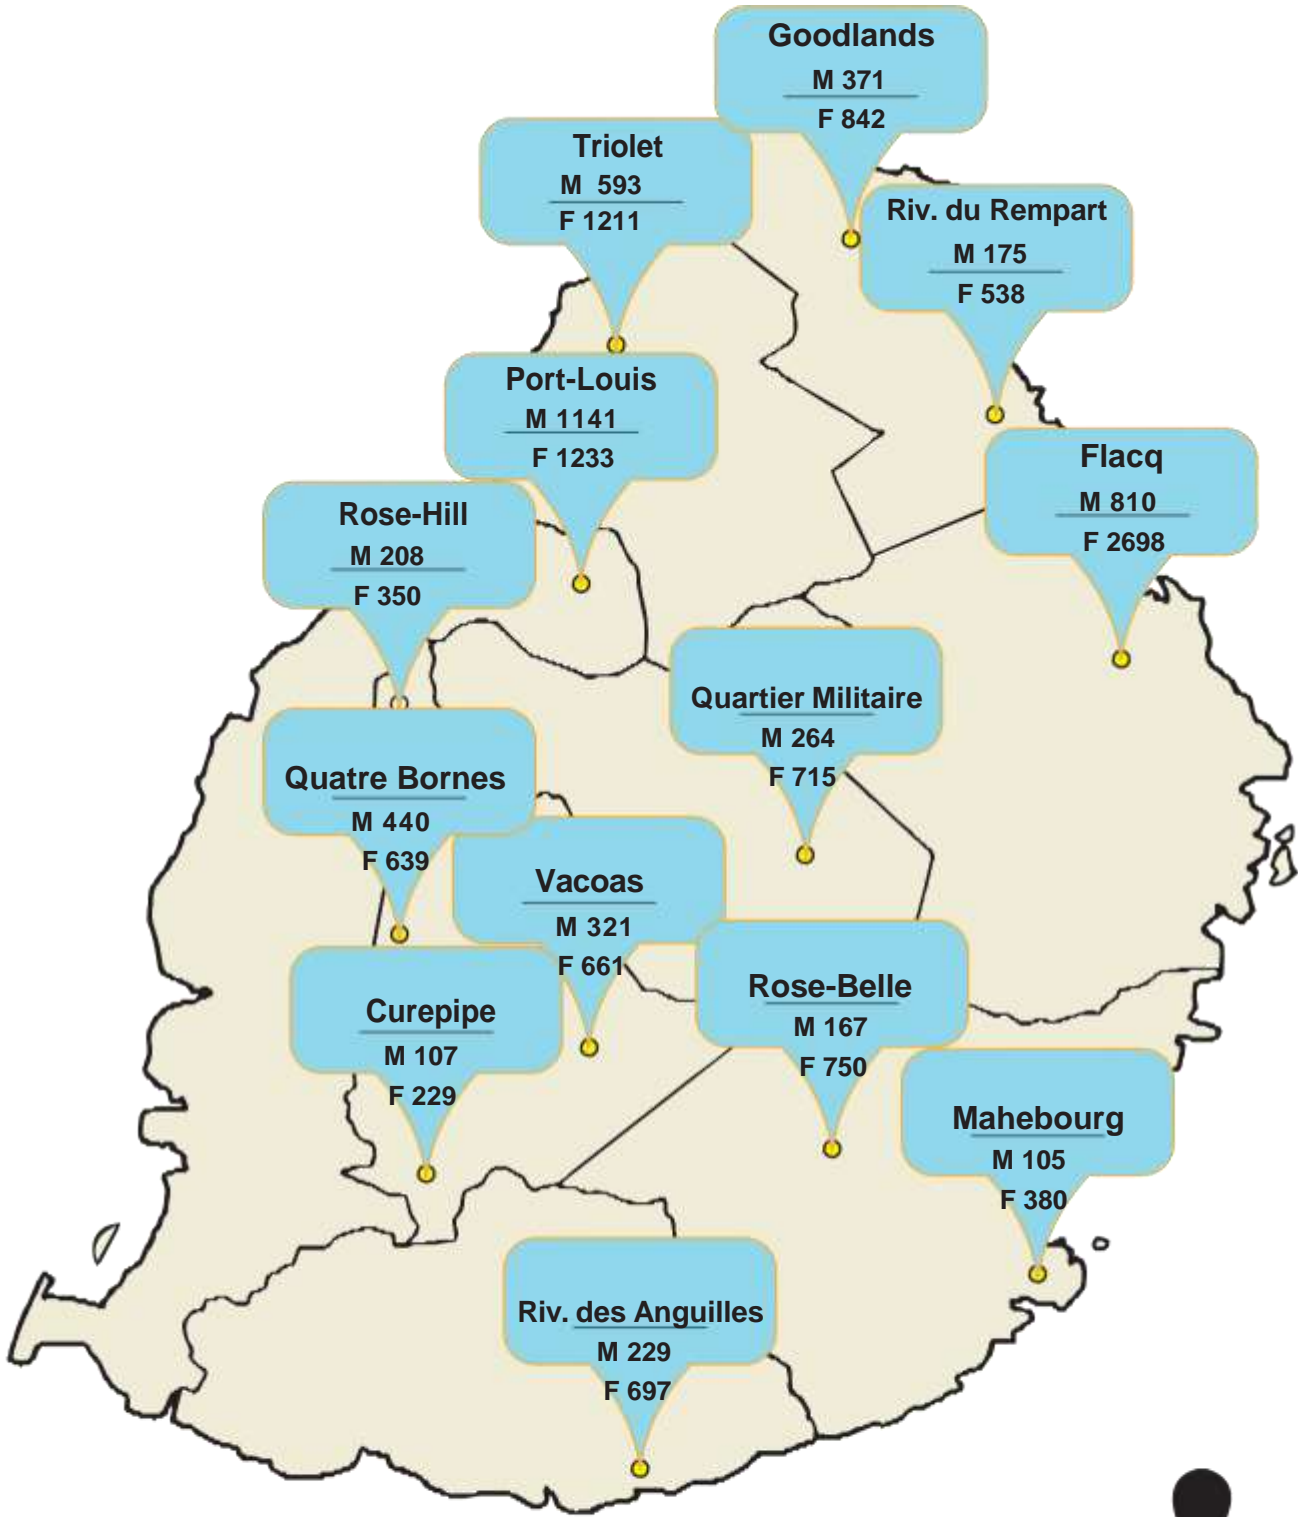 Goodlands
M 371
F 842
Triolet
M 593
F 1211
Riv. du Rempart
M 175
F 538
Port-Louis
M 1141
F 1233
Flacq
M 810
F 2698
Rose-Hill
M 208
F 350
Quartier Militaire
M 264
F 715
Quatre Bornes
M 440
F 639
Vacoas
M 321
F 661
Rose-Belle
M 167
F 750
Curepipe
M 107
F 229
Mahebourg
M 105
F 380
Riv. des Anguilles
M 229
F 697